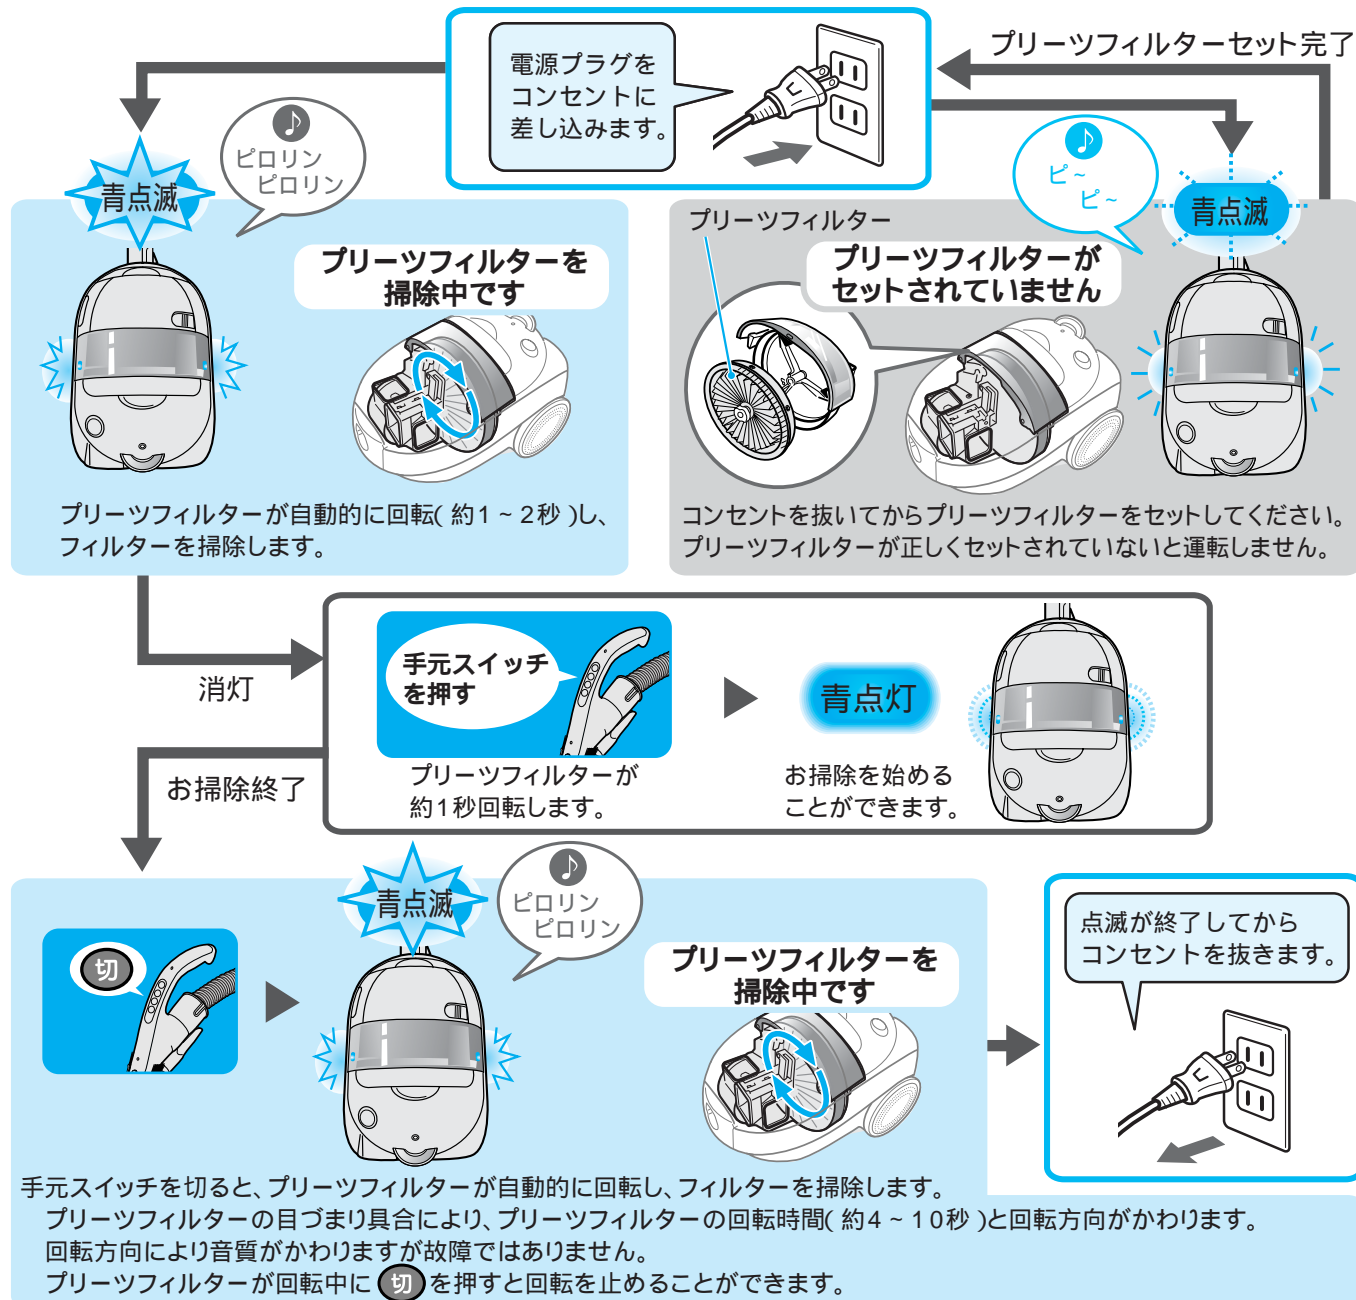 電源プラグを
コンセントに
差し込みます。
プリーツフィルターセット完了
青点滅
ピロリン
ピロリン
プリーツフィルターを
掃除中です
プリーツフィルターが自動的に回転(約1~2秒)し、
フィルターを掃除します。
ピ~
ピ~
青点滅
プリーツフィルター
プリーツフィルターが
セットされていません
コンセントを抜いてからプリーツフィルターをセットしてください。
プリーツフィルターが正しくセットされていないと運転しません。
消灯
手元スイッチ
を押す
プリーツフィルターが
約1秒回転します。
青点灯
お掃除を始める
ことができます。
お掃除終了
切
青点滅
ピロリン
ピロリン
プリーツフィルターを
掃除中です
点滅が終了してから
コンセントを抜きます。
手元スイッチを切ると、プリーツフィルターが自動的に回転し、フィルターを掃除します。
プリーツフィルターの目づまり具合により、プリーツフィルターの回転時間(約4~10秒)と回転方向がかわります。
回転方向により音質がかわりますが故障ではありません。
プリーツフィルターが回転中に 切 を押すと回転を止めることができます。